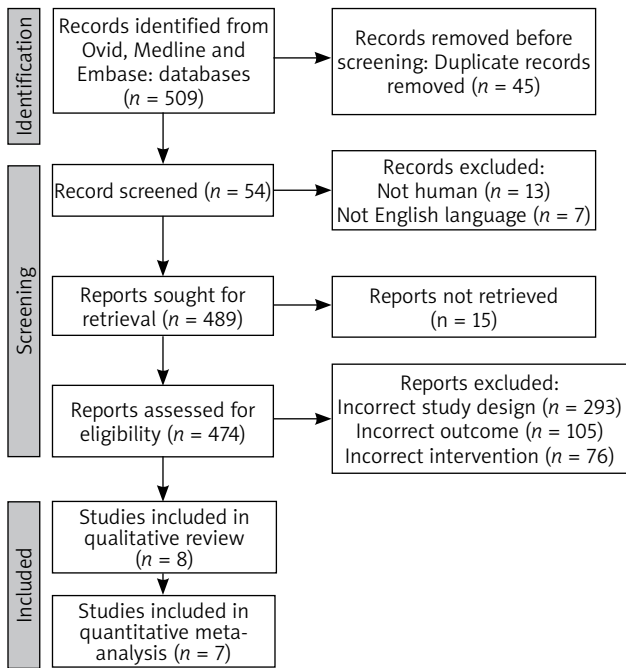 Identification
Records identified from
Ovid, Medline and
Embase: databases
(n = 509)
Records removed before
screening: Duplicate records
removed (n = 45)
Screening
Record screened (n = 54)
Records excluded:
Not human (n = 13)
Not English language (n = 7)
Reports sought for
retrieval (n = 489)
Reports not retrieved
(n = 15)
Reports assessed for
eligibility (n = 474)
Reports excluded:
Incorrect study design (n = 293)
Incorrect outcome (n = 105)
Incorrect intervention (n = 76)
Included
Studies included in
qualitative review
(n = 8)
Studies included in
quantitative meta-
analysis (n = 7)